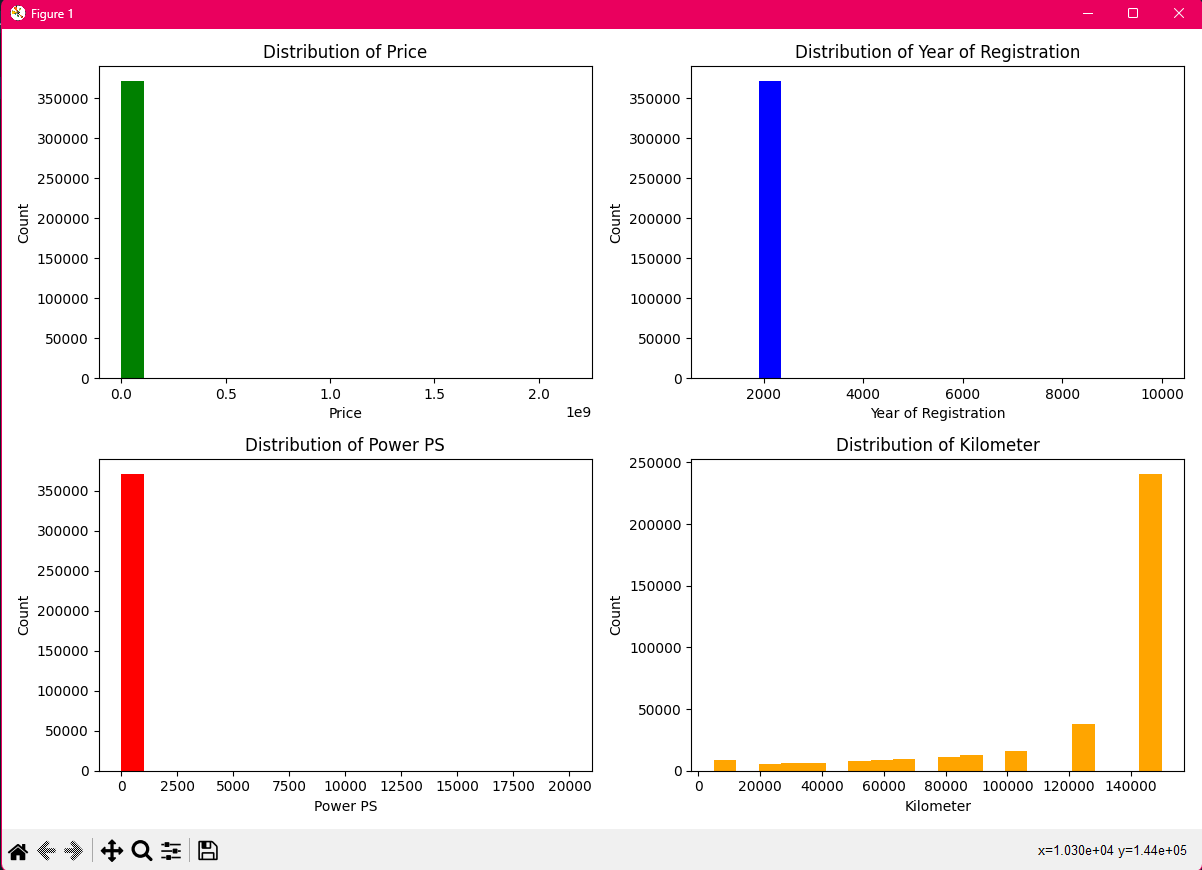 Figure 1
Distribution of Price
350000
300000
250000
200000
150000
100000
50000
0
Count
0.0 0.5 1.0 1.5 2.0
1e9
Price
Distribution of Year of Registration
350000
300000
250000
200000
150000
100000
50000
0
Count
2000 4000 6000 8000 10000
Year of Registration
Distribution of Power PS
350000
300000
250000
200000
150000
100000
50000
0
Count
0 2500 5000 7500 10000 12500 15000 17500 20000
Power PS
Distribution of Kilometer
250000
200000
150000
100000
50000
0
Count
0 20000 40000 60000 80000 100000 120000 140000
Kilometer
x=1.030e+04 y=1.44e+05